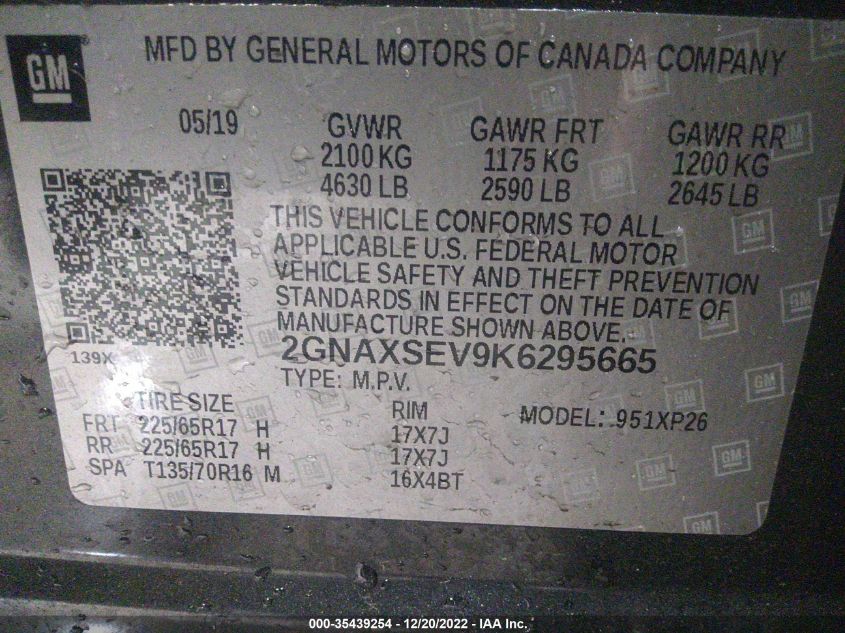 GM
MFD BY GENERAL MOTORS OF CANADA COMPANY
05/19 GVWR GAWR FRT GAWR RR
2100 KG 1175 KG 1200 KG
4630 LB 2590 LB 2645 LB
THIS VEHICLE CONFORMS TO ALL
APPLICABLE U.S. FEDERAL MOTOR
VEHICLE SAFETY AND THEFT PREVENTION
STANDARDS IN EFFECT ON THE DATE OF
MANUFACTURE SHOWN ABOVE.
139X 2GNAXSEV9K6295665
TYPE: M.P.V.
TIRE SIZE RIM MODEL: 951XP26
FRT 225/65R17 H 17X7J
RR 225/65R17 H 17X7J
SPA T135/70R16 M 16X4BT
000-35439254 - 12/20/2022 - IAA Inc.